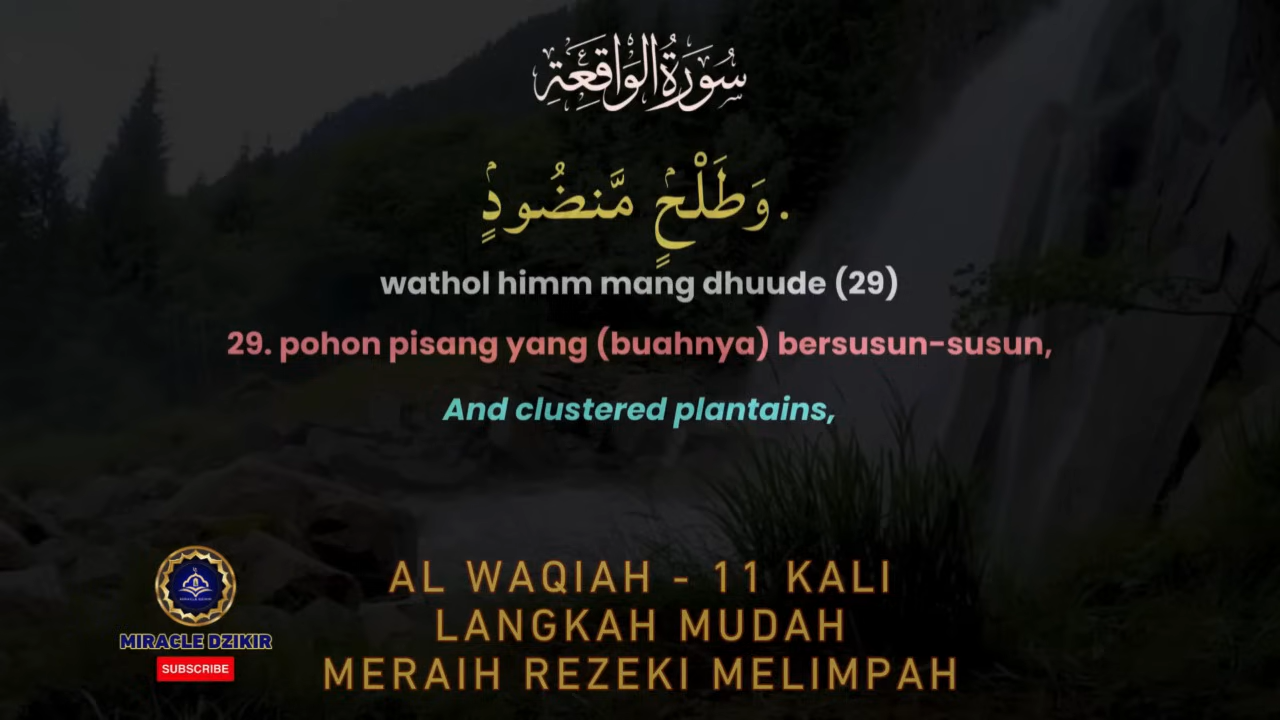 سُورَةُ الوَاقِعَةِ
. وَطَلْحٍۢ مَّنضُودٍۢ
wathol himm mang dhuude (29)
29. pohon pisang yang (buahnya) bersusun-susun,
And clustered plantains,
AL WAQIAH - 11 KALI
LANGKAH MUDAH
MERAIH REZEKI MELIMPAH
MIRACLE DZIKIR
SUBSCRIBE